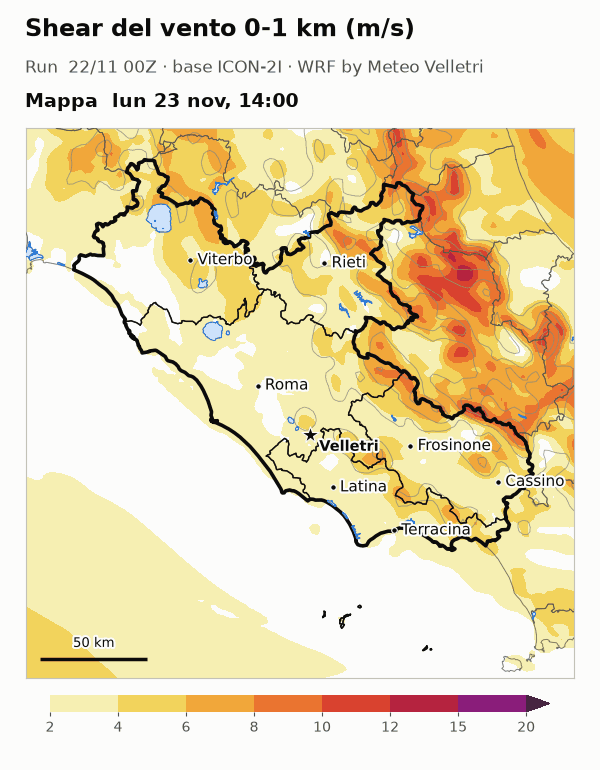 Shear del vento 0-1 km (m/s)
Run  22/11 00Z · base ICON-2I · WRF by Meteo Velletri
Mappa  lun 23 nov, 14:00
Viterbo
Rieti
Roma
Velletri
Frosinone
Cassino
Latina
Terracina
50 km
2 4 6 8 10 12 15 20